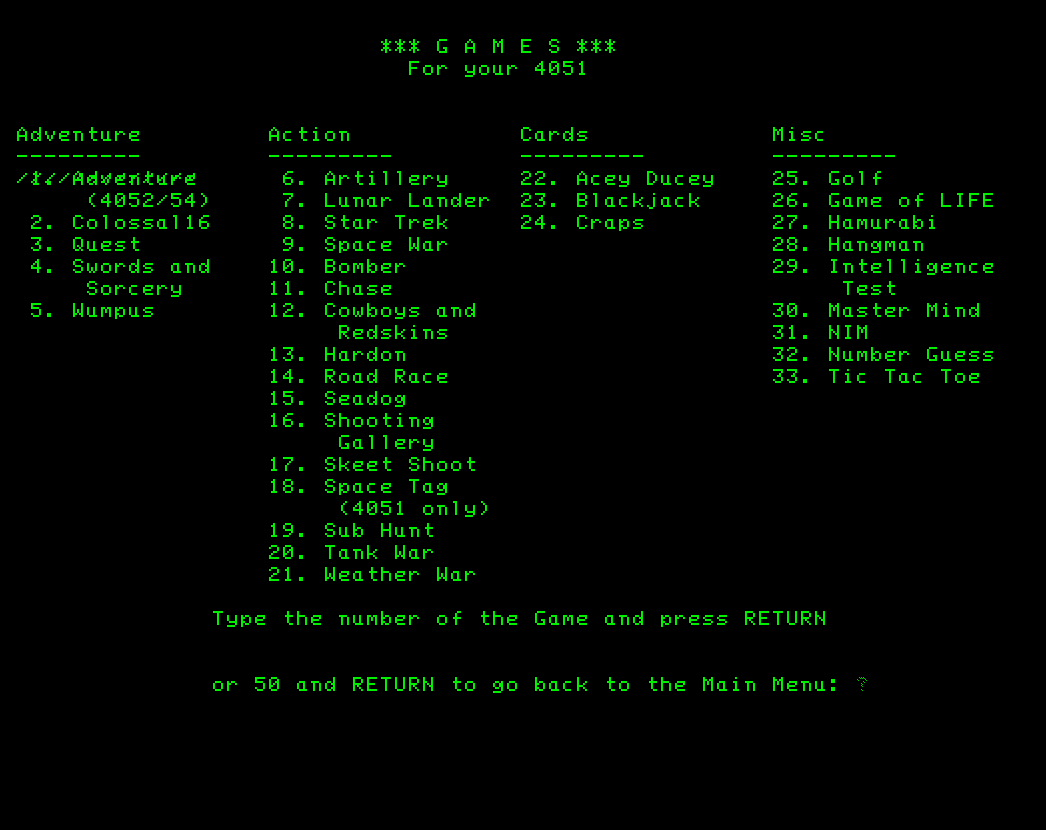 *** G A M E S ***
For your 4051
Adventure
---------
1. Adventure
(4052/54)
2. Colossal16
3. Quest
4. Swords and
Sorcery
5. Wumpus
Action
---------
6. Artillery
7. Lunar Lander
8. Star Trek
9. Space War
10. Bomber
11. Chase
12. Cowboys and
Redskins
13. Hardon
14. Road Race
15. Seadog
16. Shooting
Gallery
17. Skeet Shoot
18. Space Tag
(4051 only)
19. Sub Hunt
20. Tank War
21. Weather War
Cards
---------
22. Acey Ducey
23. Blackjack
24. Craps
Misc
---------
25. Golf
26. Game of LIFE
27. Hamurabi
28. Hangman
29. Intelligence
Test
30. Master Mind
31. NIM
32. Number Guess
33. Tic Tac Toe
Type the number of the Game and press RETURN
or 50 and RETURN to go back to the Main Menu: ?